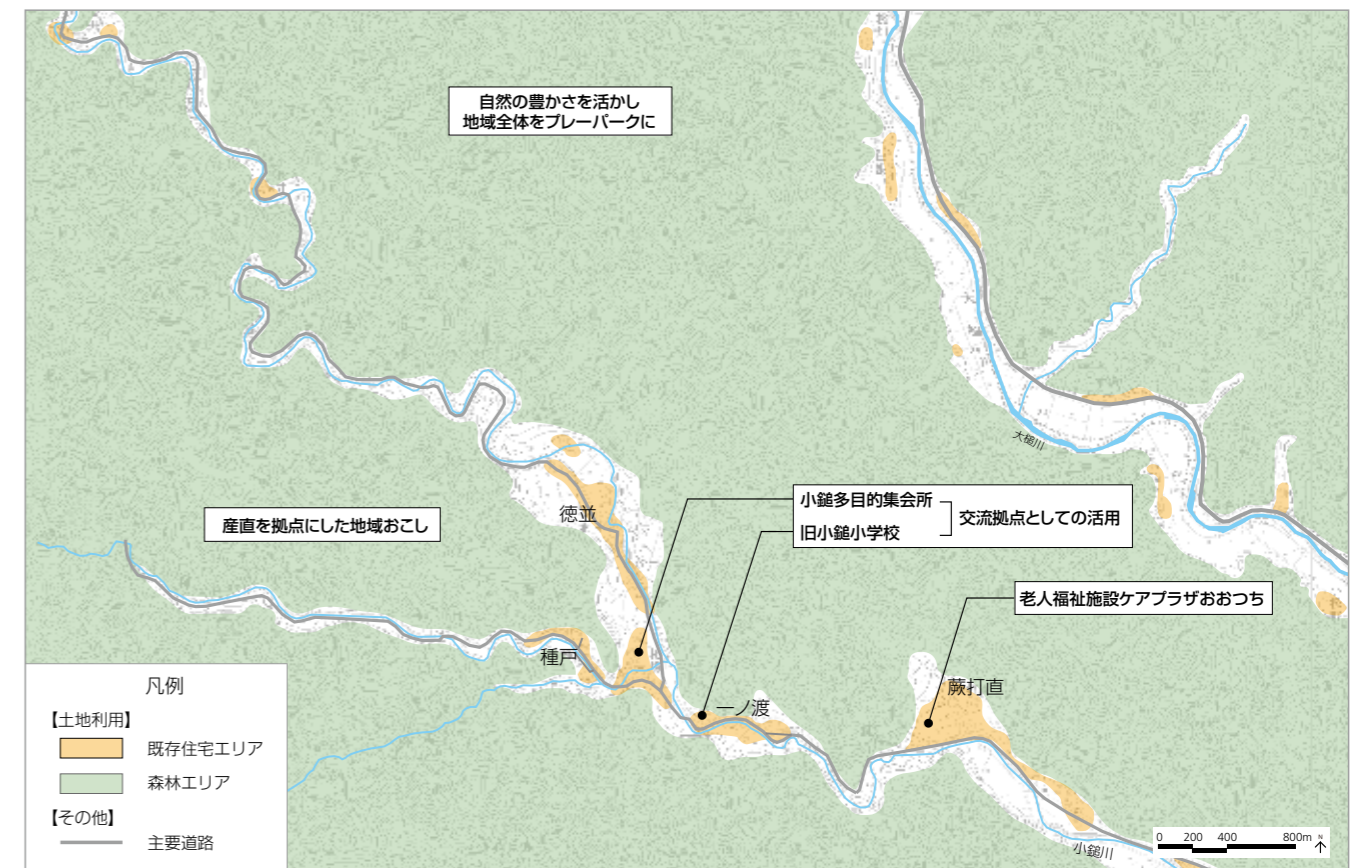 自然の豊かさを活かし
地域全体をプレーパークに
大槌川
小鎚多目的集会所
旧小鎚小学校
交流拠点としての活用
徳並
産直を拠点にした地域おこし
老人福祉施設ケアプラザおおつち
種戸
一ノ渡
蕨打直
凡例
【土地利用】
既存住宅エリア
森林エリア
【その他】
主要道路
小鎚川
0 200 400 800m N